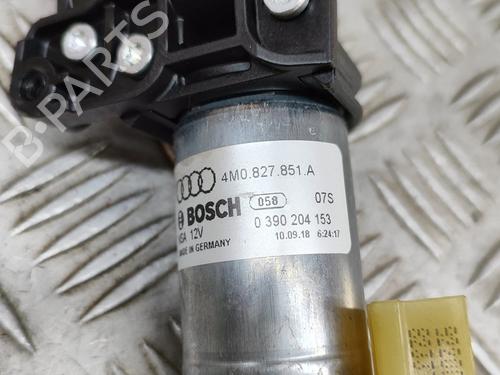 B-PARTS
4M0.827.851.A
BOSCH 058 07S
12V 0 390 204 153
MADE IN GERMANY 10.09.18 6:24:17